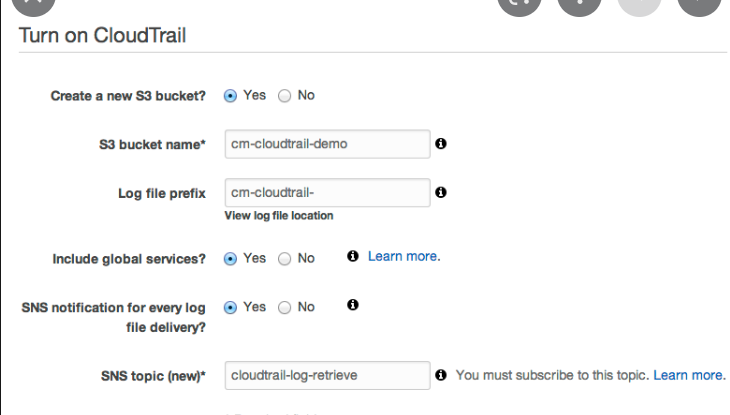 Turn on CloudTrail
Create a new S3 bucket? Yes No
S3 bucket name* cm-cloudtrail-demo
Log file prefix cm-cloudtrail-
View log file location
Include global services? Yes No Learn more.
SNS notification for every log
file delivery? Yes No
SNS topic (new)* cloudtrail-log-retrieve You must subscribe to this topic. Learn more.